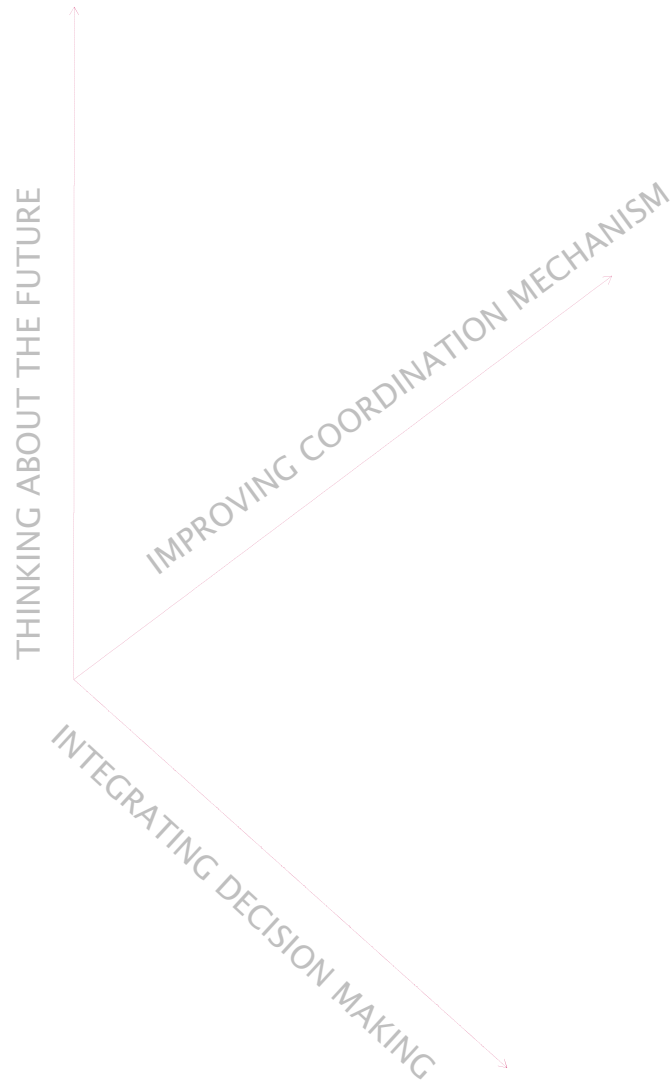 THINKING ABOUT THE FUTURE
IMPROVING COORDINATION MECHANISM
INTEGRATING DECISION MAKING